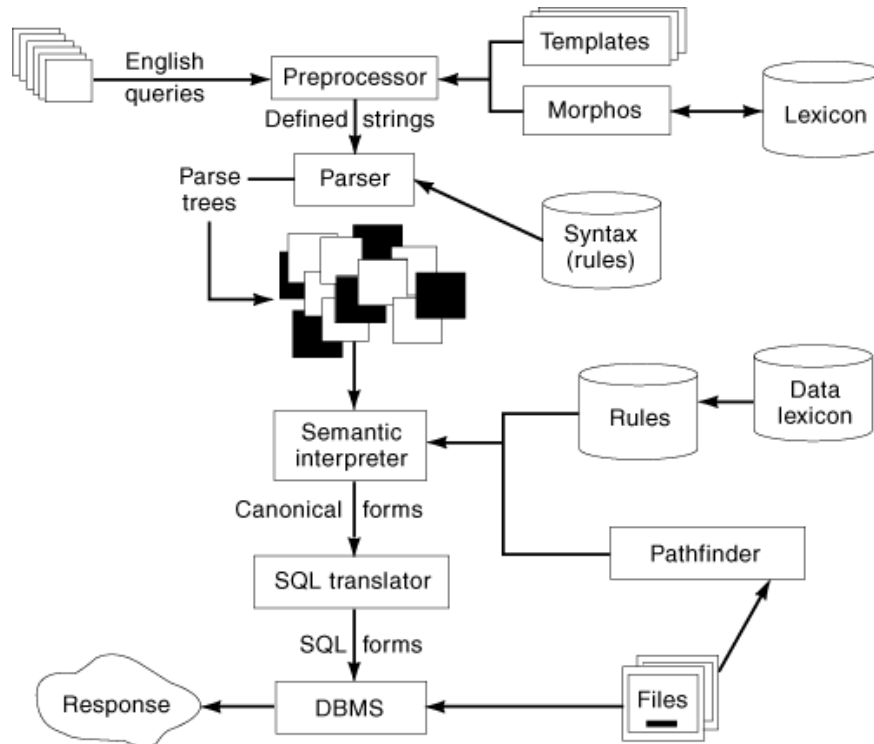 English
queries
Preprocessor
Templates
Morphos
Lexicon
Defined strings
Parse
trees
Parser
Syntax
(rules)
Semantic
interpreter
Rules
Data
lexicon
Canonical forms
Pathfinder
SQL translator
SQL forms
Response
DBMS
Files